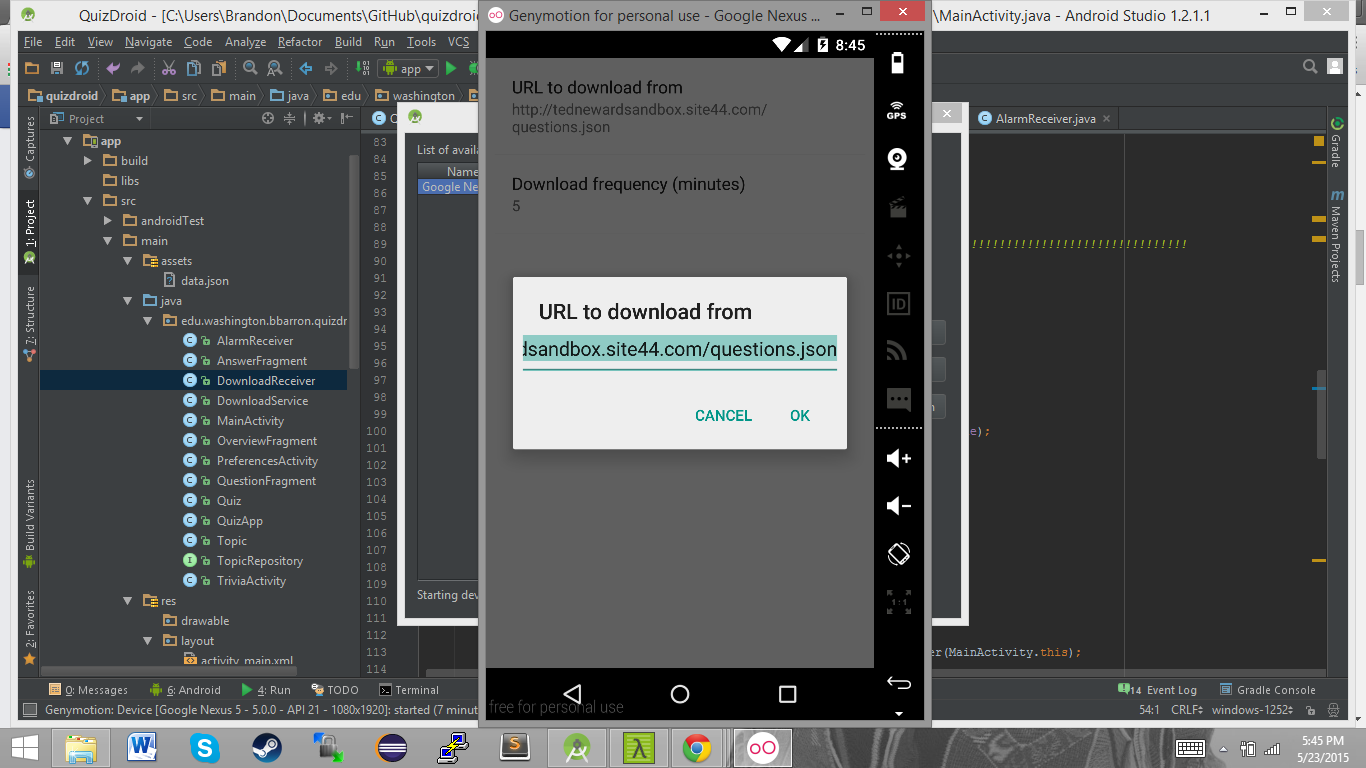 QuizDroid - [C:\Users\Brandon\Documents\GitHub\quizdroi
Genymotion for personal use - Google Nexus ...
\MainActivity.java - Android Studio 1.2.1.1
File Edit View Navigate Code Analyze Refactor Build Run Tools VCS
app
quizdroid app src main java edu washington
Project
AlarmReceiver.java
Captures
1: Project
7: Structure
Build Variants
2: Favorites
app
build
libs
src
androidTest
main
assets
data.json
java
edu.washington.bbarron.quizdr
AlarmReceiver
AnswerFragment
DownloadReceiver
DownloadService
MainActivity
OverviewFragment
PreferencesActivity
QuestionFragment
Quiz
QuizApp
Topic
TopicRepository
TriviaActivity
res
drawable
layout
activity_main.xml
83
84
85
86
87
88
89
90
91
92
93
94
95
96
97
98
99
100
101
102
103
104
105
106
107
108
109
110
111
112
113
114
List of availa
Name
Google Ne
Starting dev
8:45
URL to download from
http://tednewardsandbox.site44.com/
questions.json
Download frequency (minutes)
5
URL to download from
dsandbox.site44.com/questions.json
CANCEL OK
free for personal use
GPS
ID
1:1
!!!!!!!!!!!!!!!!!!!!!!!!!!!!!!!
e);
er(MainActivity.this);
Gradle
Maven Projects
0: Messages 6: Android 4: Run TODO Terminal
14 Event Log Gradle Console
Genymotion: Device [Google Nexus 5 - 5.0.0 - API 21 - 1080x1920]: started (7 minut
54:1 CRLF windows-1252
5:45 PM
5/23/2015